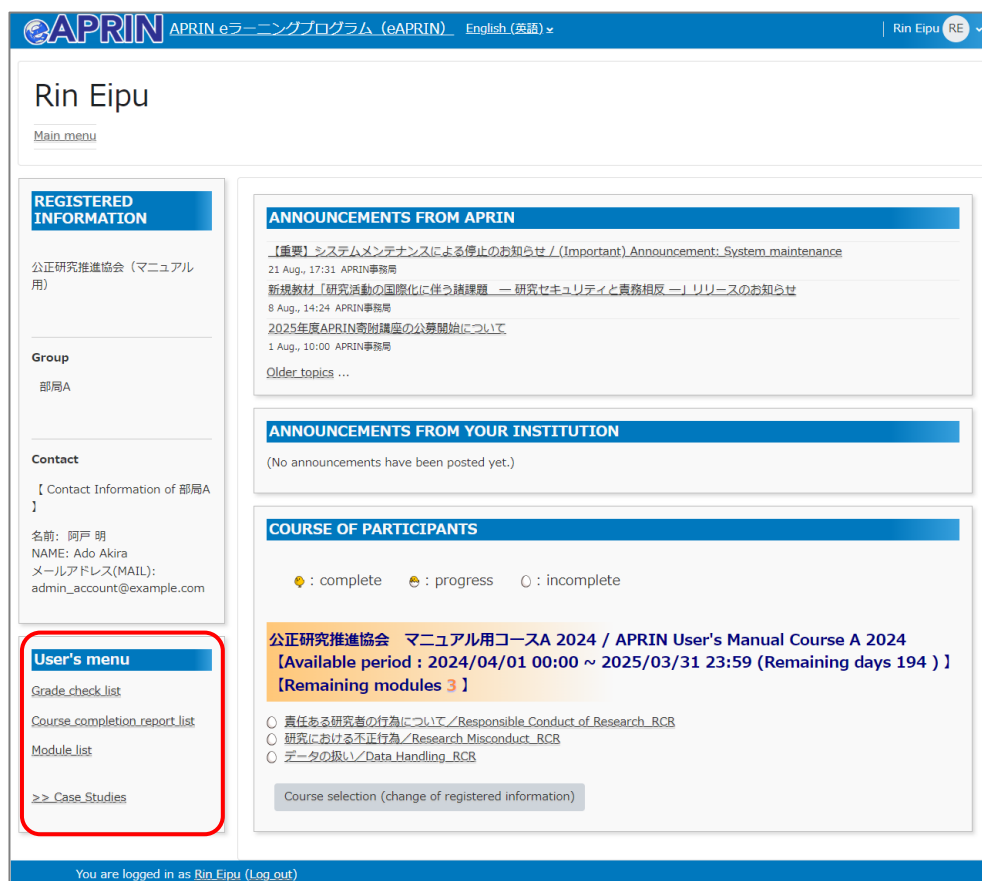 APRIN APRIN eラーニングプログラム（eAPRIN） English (英語) Rin Eipu RE
Rin Eipu
Main menu
REGISTERED
INFORMATION
公正研究推進協会（マニュアル
用）
Group
部局A
Contact
【 Contact Information of 部局A
】
名前: 阿戸 明
NAME: Ado Akira
メールアドレス(MAIL):
admin_account@example.com
User's menu
Grade check list
Course completion report list
Module list
>> Case Studies
ANNOUNCEMENTS FROM APRIN
【重要】システムメンテナンスによる停止のお知らせ / (Important) Announcement: System maintenance
21 Aug., 17:31 APRIN事務局
新規教材「研究活動の国際化に伴う諸課題 ― 研究セキュリティと責務相反 ―」リリースのお知らせ
8 Aug., 14:24 APRIN事務局
2025年度APRIN寄附講座の公募開始について
1 Aug., 10:00 APRIN事務局
Older topics ...
ANNOUNCEMENTS FROM YOUR INSTITUTION
(No announcements have been posted yet.)
COURSE OF PARTICIPANTS
: complete : progress : incomplete
公正研究推進協会 マニュアル用コースA 2024 / APRIN User's Manual Course A 2024
【Available period : 2024/04/01 00:00 ~ 2025/03/31 23:59 (Remaining days 194 ) 】
【Remaining modules 3 】
責任ある研究者の行為について／Responsible Conduct of Research_RCR
研究における不正行為／Research Misconduct_RCR
データの扱い／Data Handling_RCR
Course selection (change of registered information)
You are logged in as Rin Eipu (Log out)